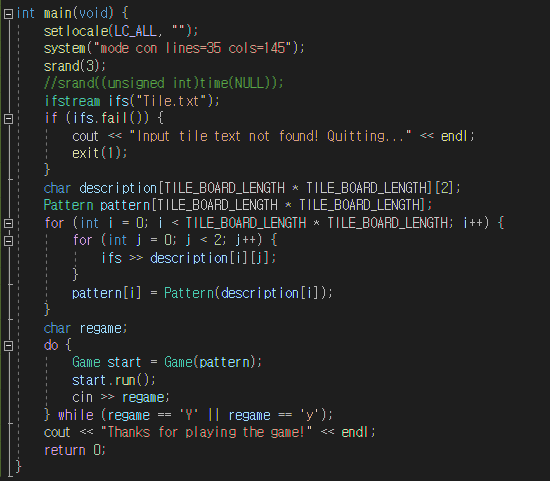 int main(void) {
setlocale(LC_ALL, "");
system("mode con lines=35 cols=145");
srand(3);
//srand((unsigned int)time(NULL));
ifstream ifs("Tile.txt");
if (ifs.fail()) {
cout << "Input tile text not found! Quitting..." << endl;
exit(1);
}
char description[TILE_BOARD_LENGTH * TILE_BOARD_LENGTH][2];
Pattern pattern[TILE_BOARD_LENGTH * TILE_BOARD_LENGTH];
for (int i = 0; i < TILE_BOARD_LENGTH * TILE_BOARD_LENGTH; i++) {
for (int j = 0; j < 2; j++) {
ifs >> description[i][j];
}
pattern[i] = Pattern(description[i]);
}
char regame;
do {
Game start = Game(pattern);
start.run();
cin >> regame;
} while (regame == 'Y' || regame == 'y');
cout << "Thanks for playing the game!" << endl;
return 0;
}